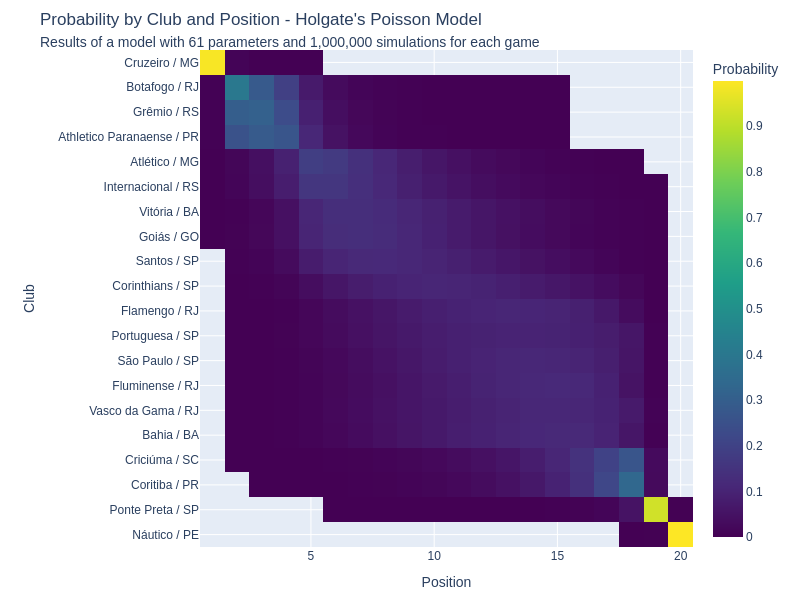 Probability by Club and Position - Holgate's Poisson Model
Results of a model with 61 parameters and 1,000,000 simulations for each game
Probability
Cruzeiro / MG
Botafogo / RJ
Grêmio / RS
Athletico Paranaense / PR
Atlético / MG
Internacional / RS
Vitória / BA
Goiás / GO
Santos / SP
Corinthians / SP
Flamengo / RJ
Portuguesa / SP
São Paulo / SP
Fluminense / RJ
Vasco da Gama / RJ
Bahia / BA
Criciúma / SC
Coritiba / PR
Ponte Preta / SP
Náutico / PE
Club
5
10
15
20
Position
0.9
0.8
0.7
0.6
0.5
0.4
0.3
0.2
0.1
0